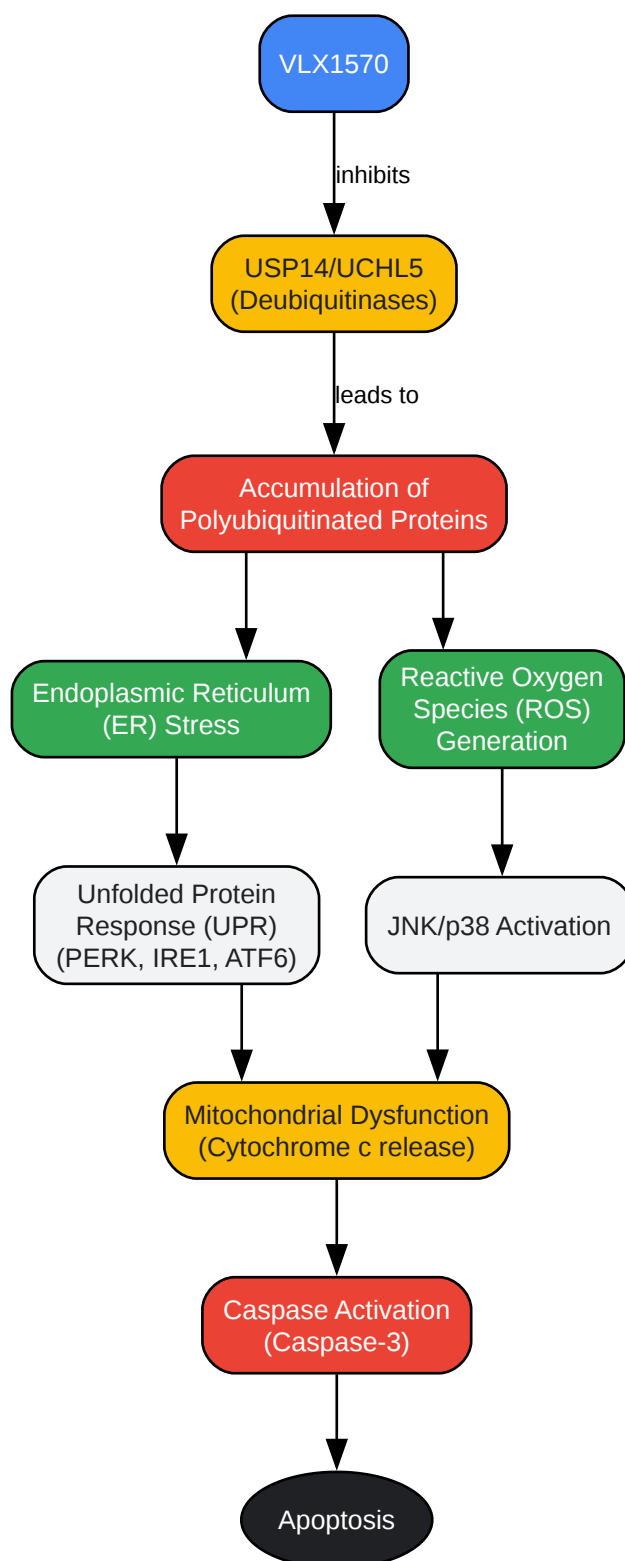 VLX1570
inhibits
USP14/UCHL5
(Deubiquitinases)
leads to
Accumulation of
Polyubiquitinated Proteins
Endoplasmic Reticulum
(ER) Stress
Reactive Oxygen
Species (ROS)
Generation
Unfolded Protein
Response (UPR)
(PERK, IRE1, ATF6)
JNK/p38 Activation
Mitochondrial Dysfunction
(Cytochrome c release)
Caspase Activation
(Caspase-3)
Apoptosis